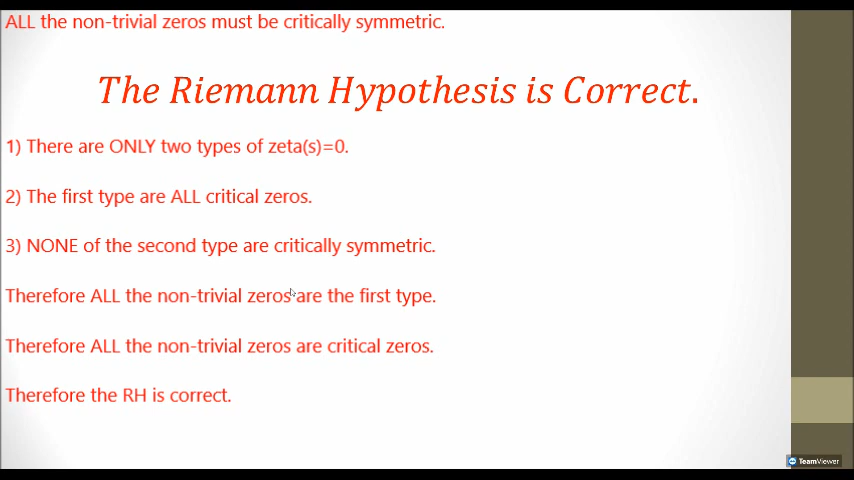 ALL the non-trivial zeros must be critically symmetric.
The Riemann Hypothesis is Correct.
1) There are ONLY two types of zeta(s)=0.
2) The first type are ALL critical zeros.
3) NONE of the second type are critically symmetric.
Therefore ALL the non-trivial zeros are the first type.
Therefore ALL the non-trivial zeros are critical zeros.
Therefore the RH is correct.
TeamViewer